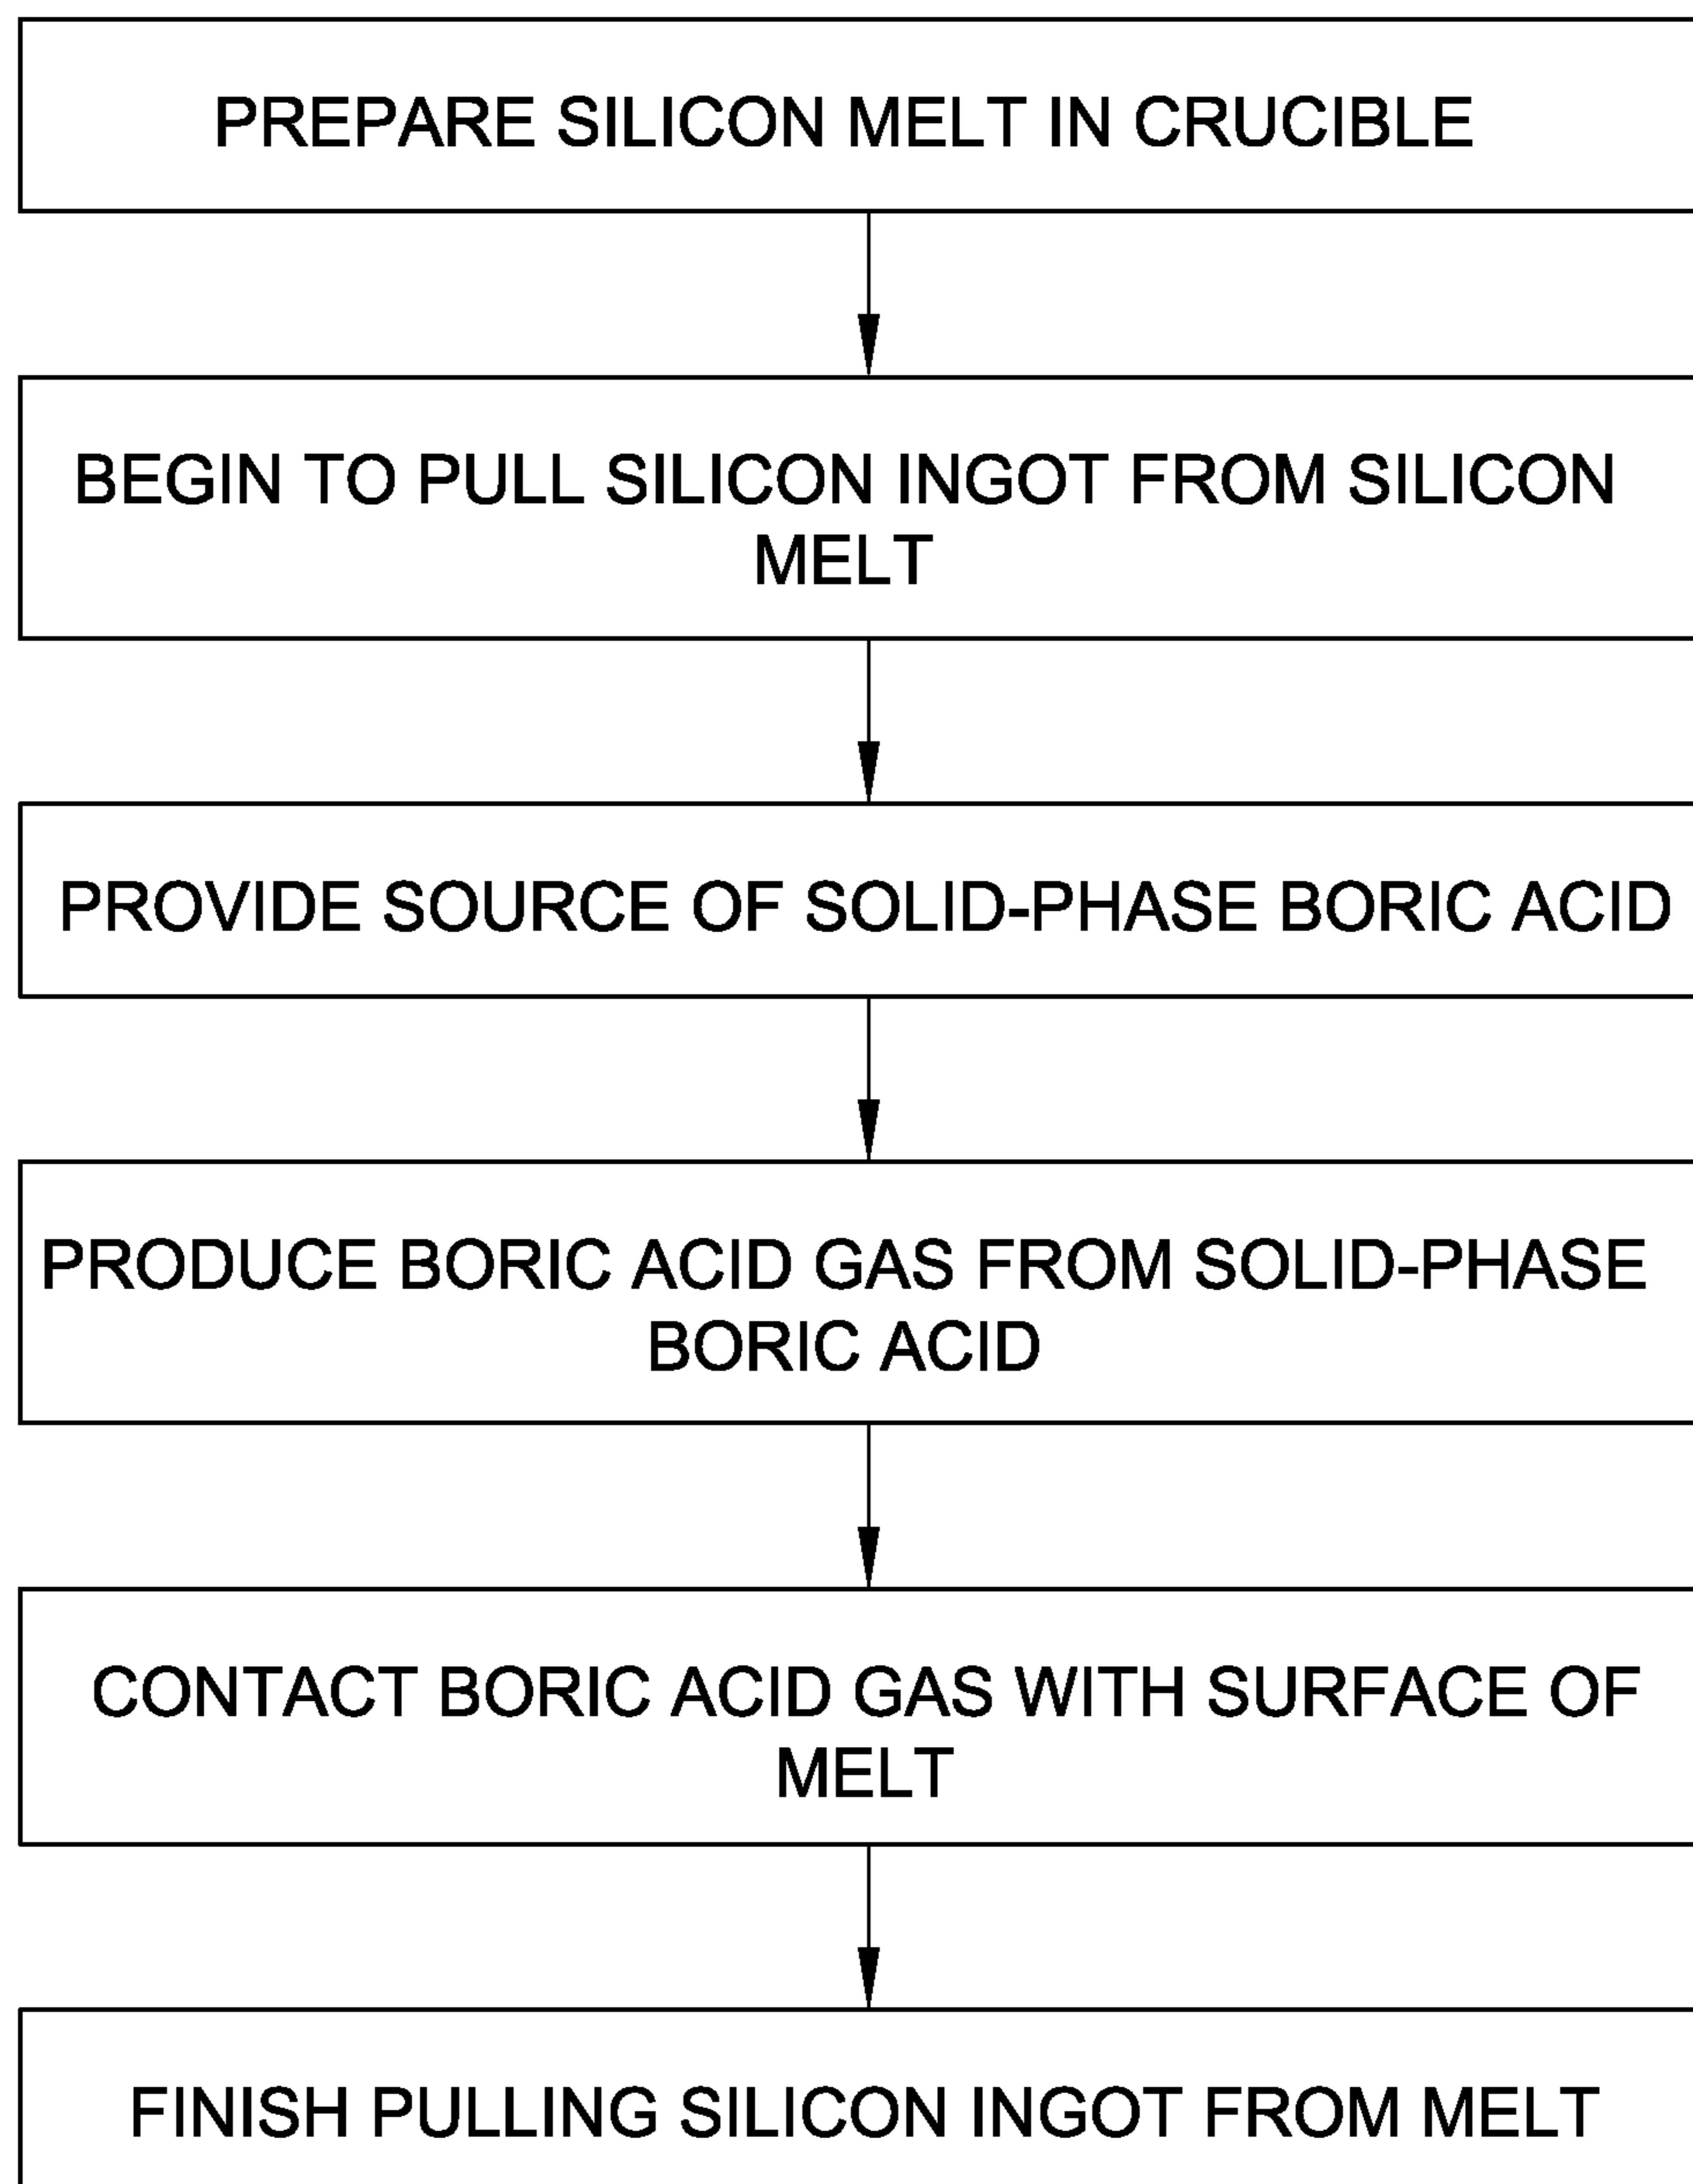 PREPARE SILICON MELT IN CRUCIBLE
BEGIN TO PULL SILICON INGOT FROM SILICON
MELT
PROVIDE SOURCE OF SOLID-PHASE BORIC ACID
PRODUCE BORIC ACID GAS FROM SOLID-PHASE
BORIC ACID
CONTACT BORIC ACID GAS WITH SURFACE OF
MELT
FINISH PULLING SILICON INGOT FROM MELT